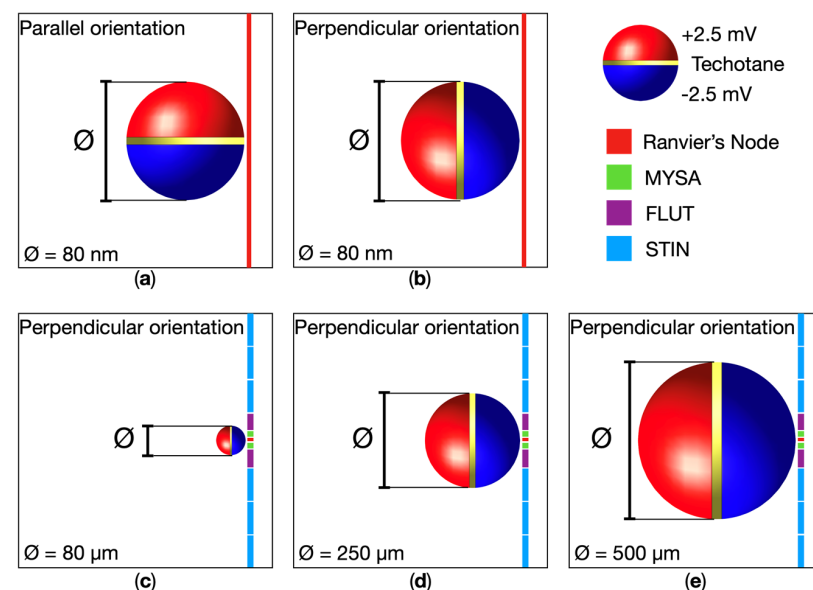 Parallel orientation
Ø
Ø = 80 nm
(a)
Perpendicular orientation
Ø
Ø = 80 nm
(b)
+2.5 mV
Techotane
-2.5 mV
Ranvier's Node
MYSA
FLUT
STIN
Perpendicular orientation
Ø
Ø = 80 µm
(c)
Perpendicular orientation
Ø
Ø = 250 µm
(d)
Perpendicular orientation
Ø
Ø = 500 µm
(e)